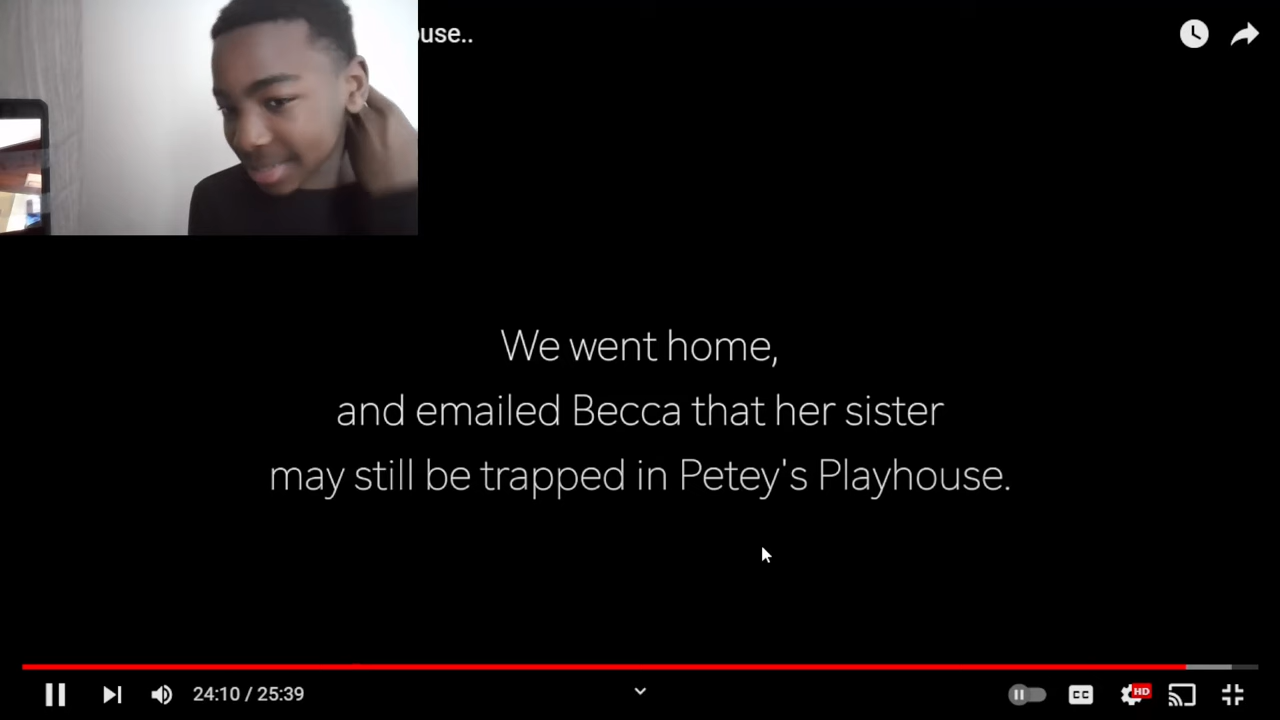 use..
We went home,
and emailed Becca that her sister
may still be trapped in Petey's Playhouse.
24:10 / 25:39
CC
HD